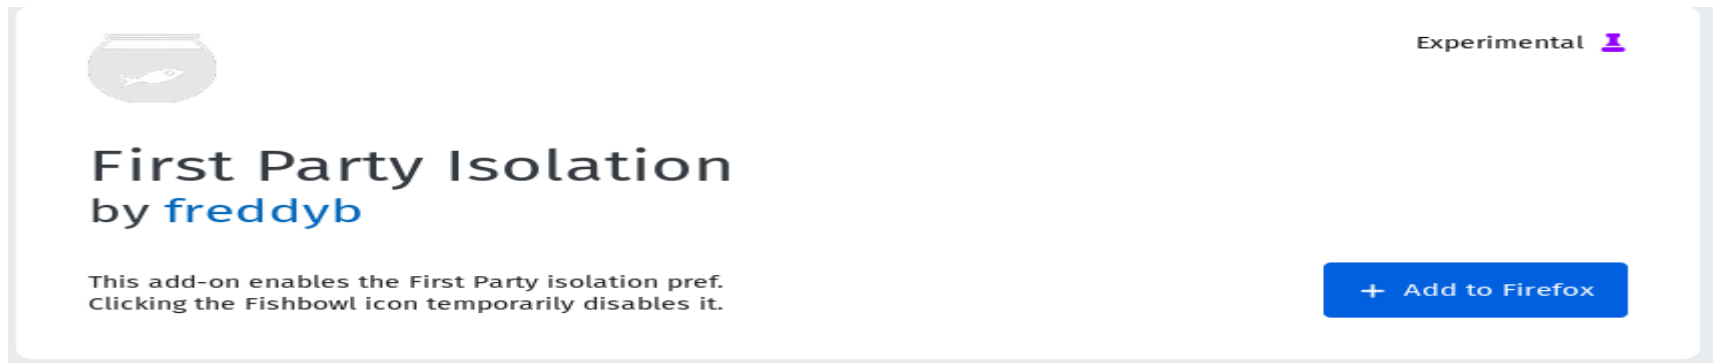 Experimental
First Party Isolation
by freddyb
This add-on enables the First Party isolation pref.
Clicking the Fishbowl icon temporarily disables it.
+ Add to Firefox